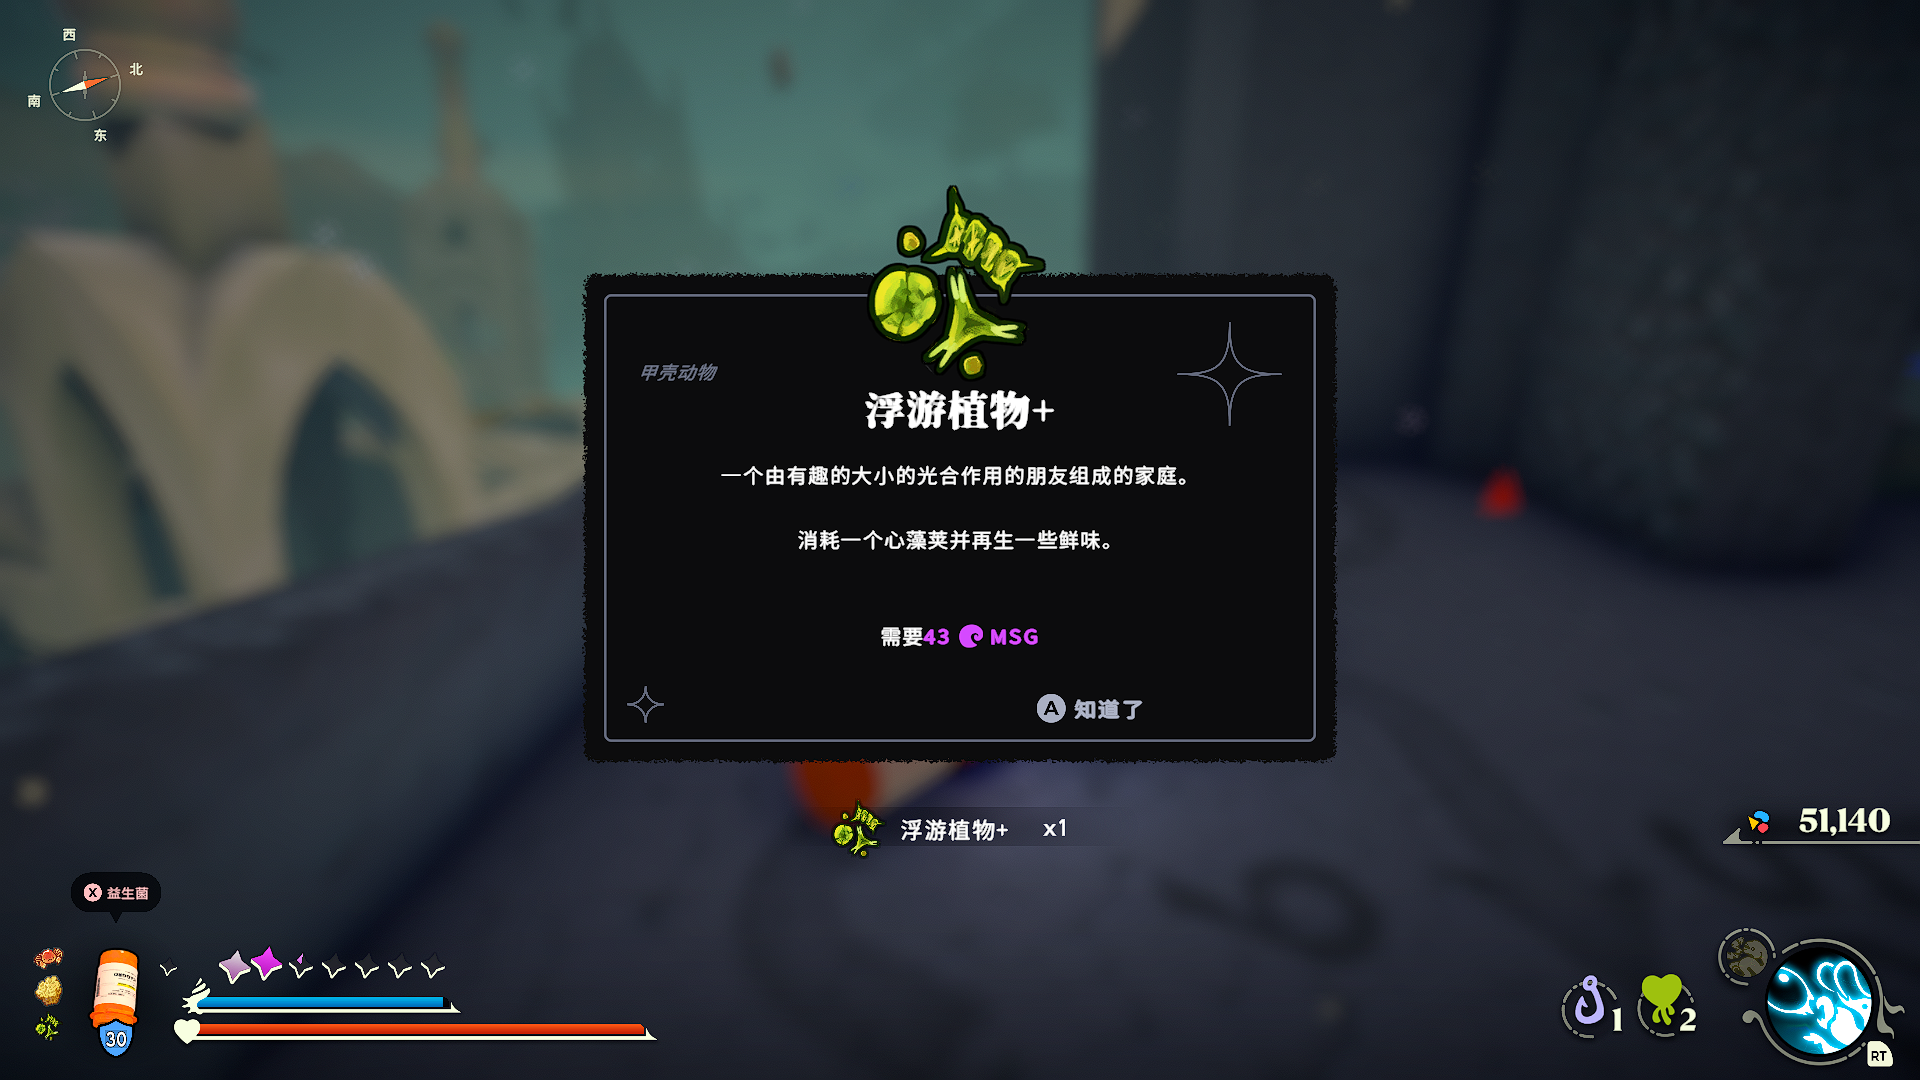 西
北
南
东
甲壳动物
浮游植物+
一个由有趣的大小的光合作用的朋友组成的家庭。
消耗一个心藻荚并再生一些鲜味。
需要43 MSG
A 知道了
浮游植物+ x1
51,140
X 益生菌
30
1
2
RT